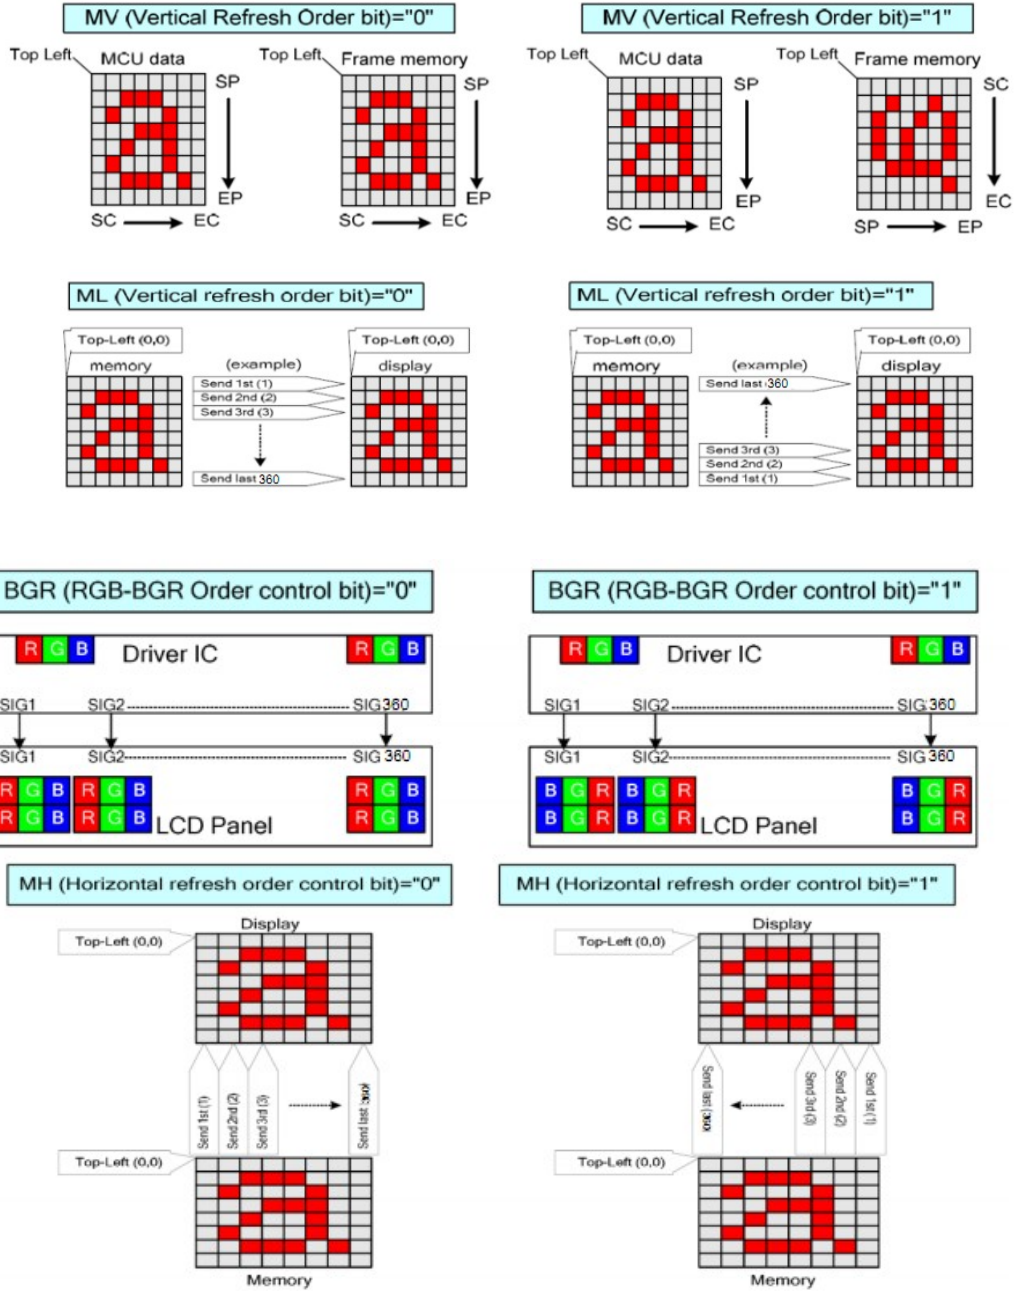 MV (Vertical Refresh Order bit)="0"
MV (Vertical Refresh Order bit)="1"
Top Left
MCU data
Top Left
Frame memory
SP
SP
EP
EP
SC
EC
SC
EC
Top Left
MCU data
Top Left
Frame memory
SP
SC
EP
EC
SC
EC
SP
EP
ML (Vertical refresh order bit)="0"
ML (Vertical refresh order bit)="1"
Top-Left (0,0)
Top-Left (0,0)
memory
(example)
display
Send 1st (1)
Send 2nd (2)
Send 3rd (3)
Send last 360
Top-Left (0,0)
Top-Left (0,0)
memory
(example)
display
Send last 360
Send 3rd (3)
Send 2nd (2)
Send 1st (1)
BGR (RGB-BGR Order control bit)="0"
BGR (RGB-BGR Order control bit)="1"
R G B
Driver IC
R G B
SIG1
SIG2
SIG 360
SIG1
SIG2
SIG 360
R G B R G B
R G B
R G B R G B
LCD Panel
R G B
R G B
Driver IC
R G B
SIG1
SIG2
SIG 360
SIG1
SIG2
SIG 360
B G R B G R
B G R
B G R B G R
LCD Panel
B G R
MH (Horizontal refresh order control bit)="0"
MH (Horizontal refresh order control bit)="1"
Display
Top-Left (0,0)
Send 1st (1)
Send 2nd (2)
Send 3rd (3)
Send last
Top-Left (0,0)
Memory
Display
Top-Left (0,0)
Send last
Send 3rd (3)
Send 2nd (2)
Send 1st (1)
Top-Left (0,0)
Memory